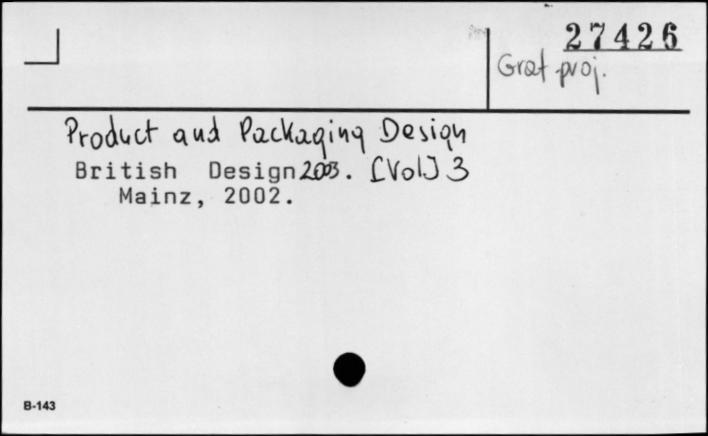 27426
Graf proj.
Product and Packaging Design
British Design 2003. [Vol.] 3
Mainz, 2002.
B-143